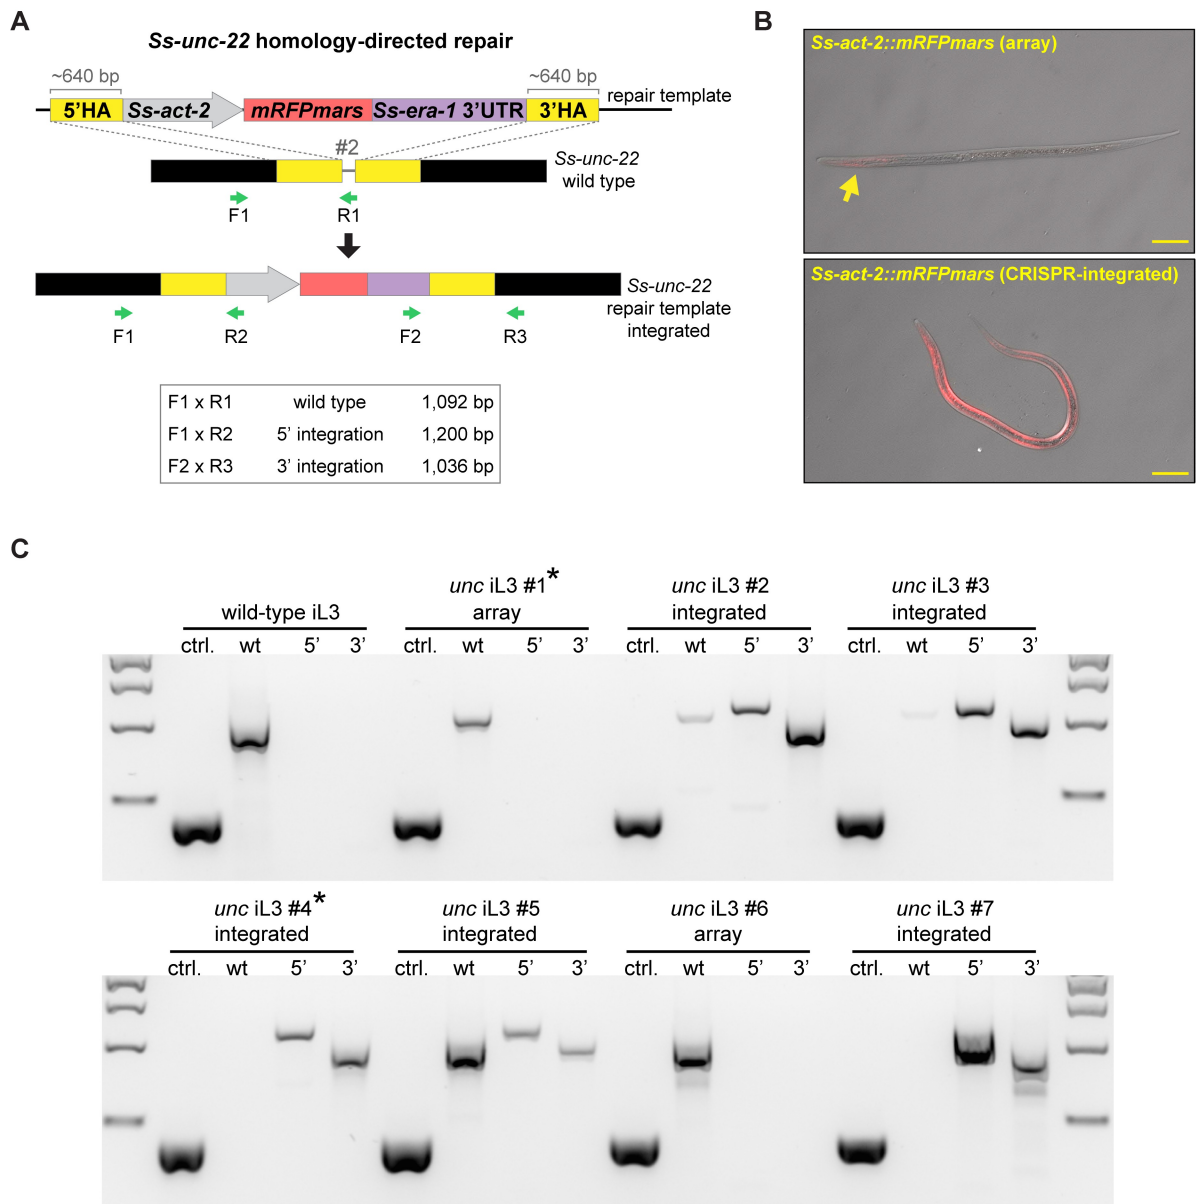 A
Ss-unc-22 homology-directed repair
~640 bp
~640 bp
5’HA Ss-act-2 mRFPmars Ss-era-1 3’UTR 3’HA
repair template
#2
Ss-unc-22
wild type
F1 R1
Ss-unc-22
repair template
integrated
F1 R2 F2 R3
F1 x R1 wild type 1,092 bp
F1 x R2 5’ integration 1,200 bp
F2 x R3 3’ integration 1,036 bp
B
Ss-act-2::mRFPmars (array)
Ss-act-2::mRFPmars (CRISPR-integrated)
C
wild-type iL3
unc iL3 #1*
array
unc iL3 #2
integrated
unc iL3 #3
integrated
ctrl. wt 5’ 3’ ctrl. wt 5’ 3’ ctrl. wt 5’ 3’ ctrl. wt 5’ 3’
unc iL3 #4*
integrated
unc iL3 #5
integrated
unc iL3 #6
array
unc iL3 #7
integrated
ctrl. wt 5’ 3’ ctrl. wt 5’ 3’ ctrl. wt 5’ 3’ ctrl. wt 5’ 3’